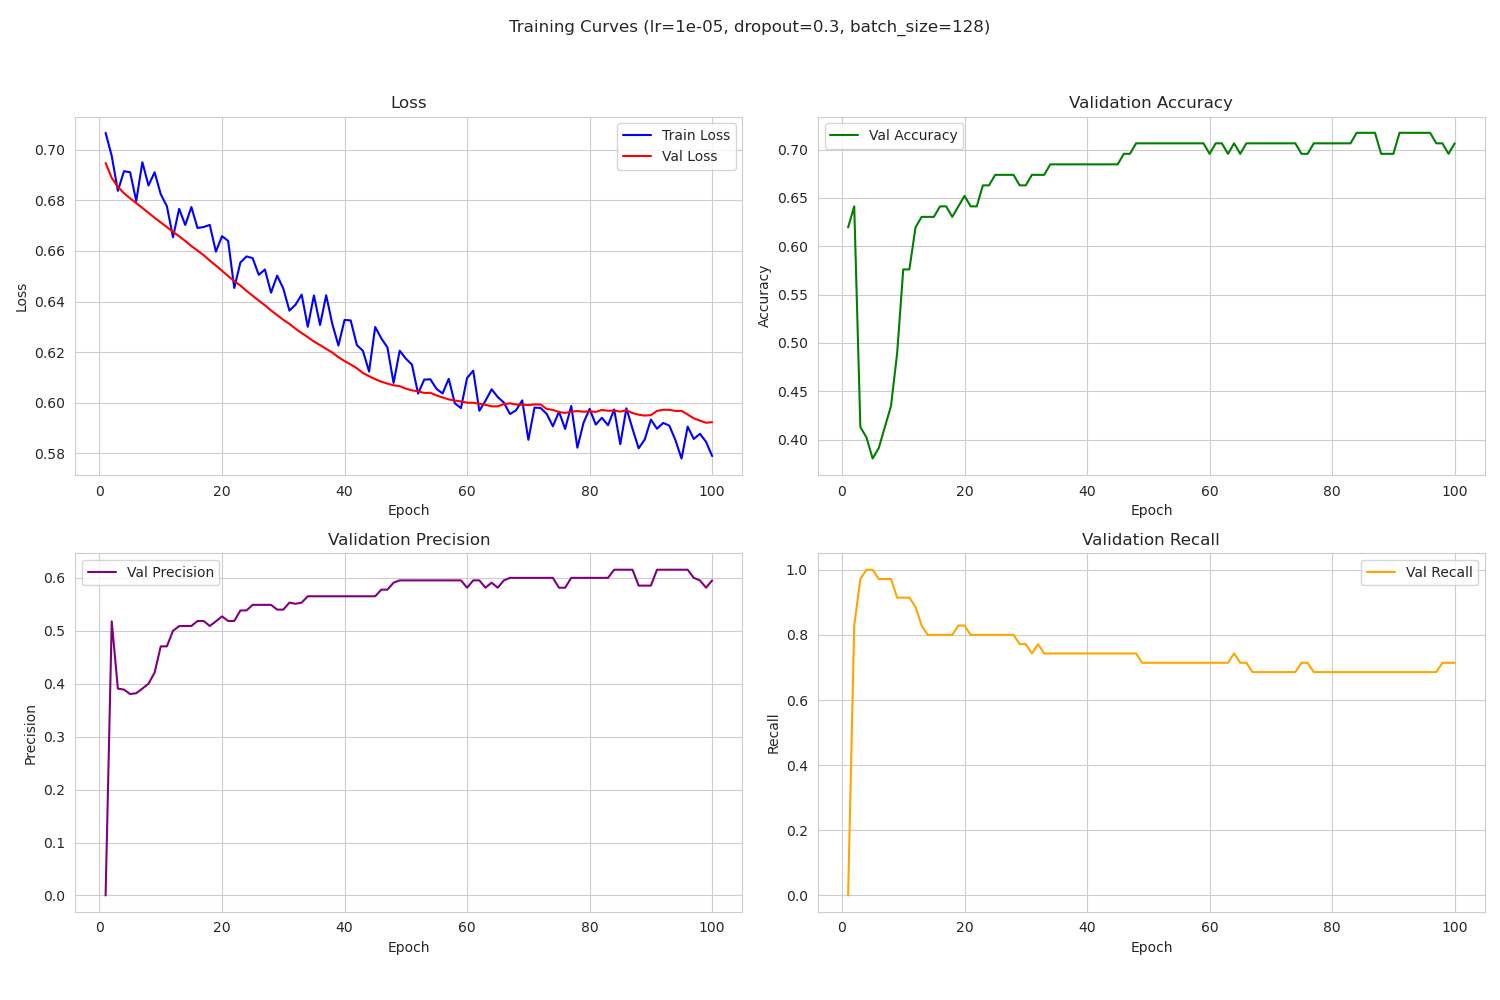 Training Curves (lr=1e-05, dropout=0.3, batch_size=128)
Loss
Train Loss
Val Loss
0.70
0.68
0.66
0.64
0.62
0.60
0.58
Loss
0 20 40 60 80 100
Epoch
Validation Accuracy
Val Accuracy
0.70
0.65
0.60
0.55
0.50
0.45
0.40
Accuracy
0 20 40 60 80 100
Epoch
Validation Precision
Val Precision
0.6
0.5
0.4
0.3
0.2
0.1
0.0
Precision
0 20 40 60 80 100
Epoch
Validation Recall
Val Recall
1.0
0.8
0.6
0.4
0.2
0.0
Recall
0 20 40 60 80 100
Epoch